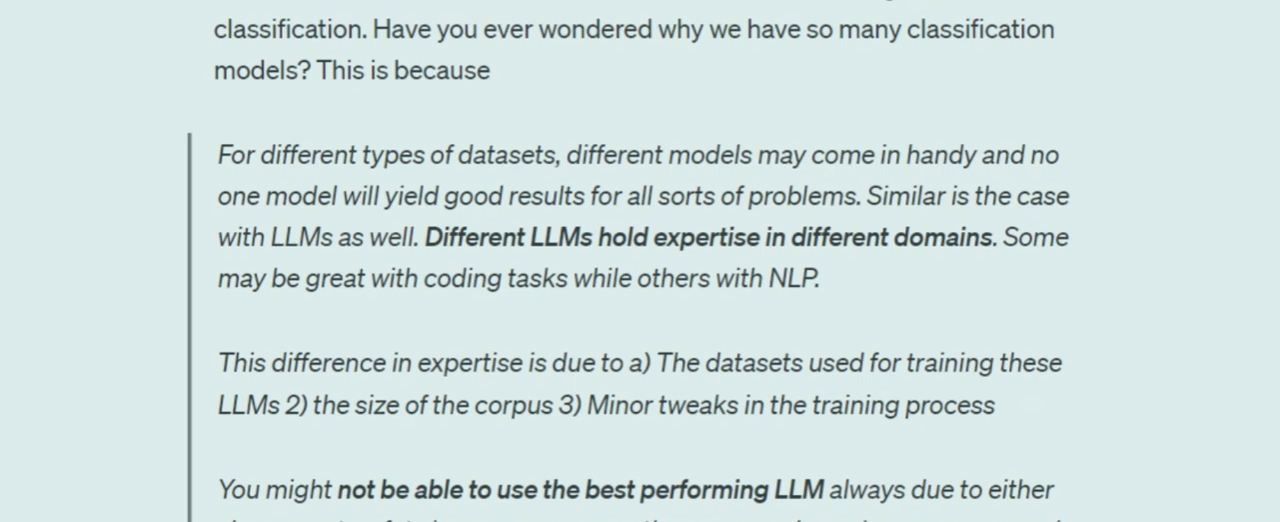 classification. Have you ever wondered why we have so many classification
models? This is because
For different types of datasets, different models may come in handy and no
one model will yield good results for all sorts of problems. Similar is the case
with LLMs as well. Different LLMs hold expertise in different domains. Some
may be great with coding tasks while others with NLP.
This difference in expertise is due to a) The datasets used for training these
LLMs 2) the size of the corpus 3) Minor tweaks in the training process
You might not be able to use the best performing LLM always due to either